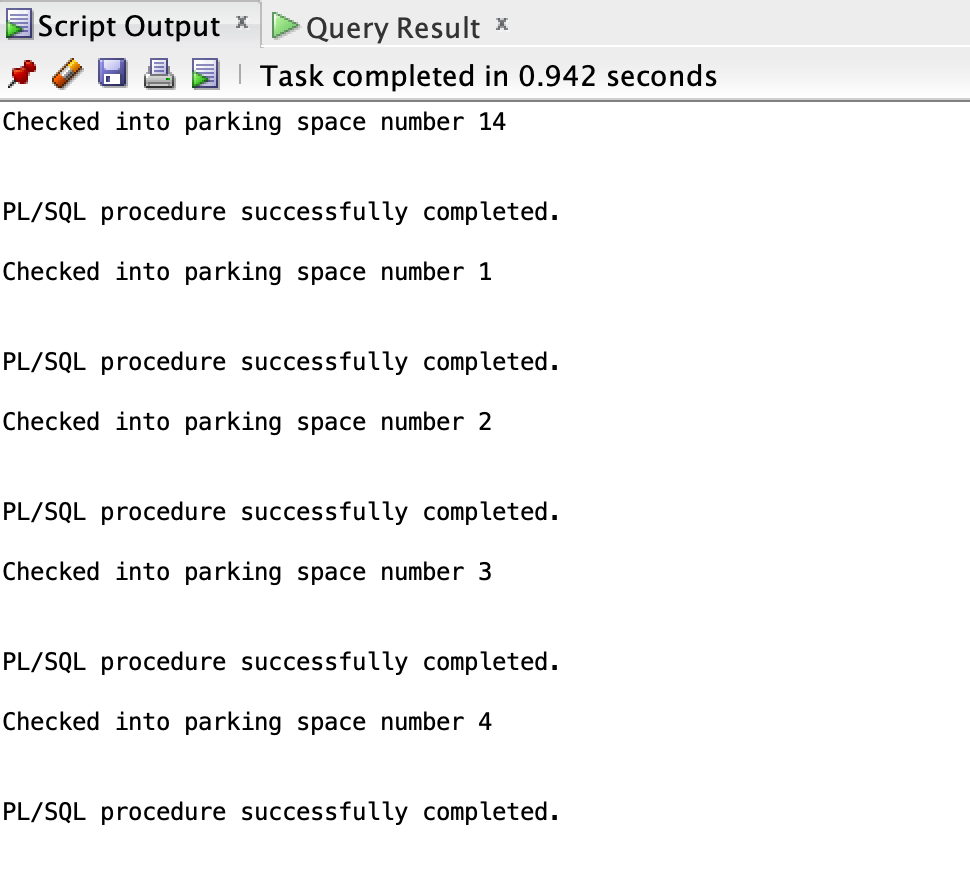 Script Output x Query Result x
Task completed in 0.942 seconds
Checked into parking space number 14
PL/SQL procedure successfully completed.
Checked into parking space number 1
PL/SQL procedure successfully completed.
Checked into parking space number 2
PL/SQL procedure successfully completed.
Checked into parking space number 3
PL/SQL procedure successfully completed.
Checked into parking space number 4
PL/SQL procedure successfully completed.